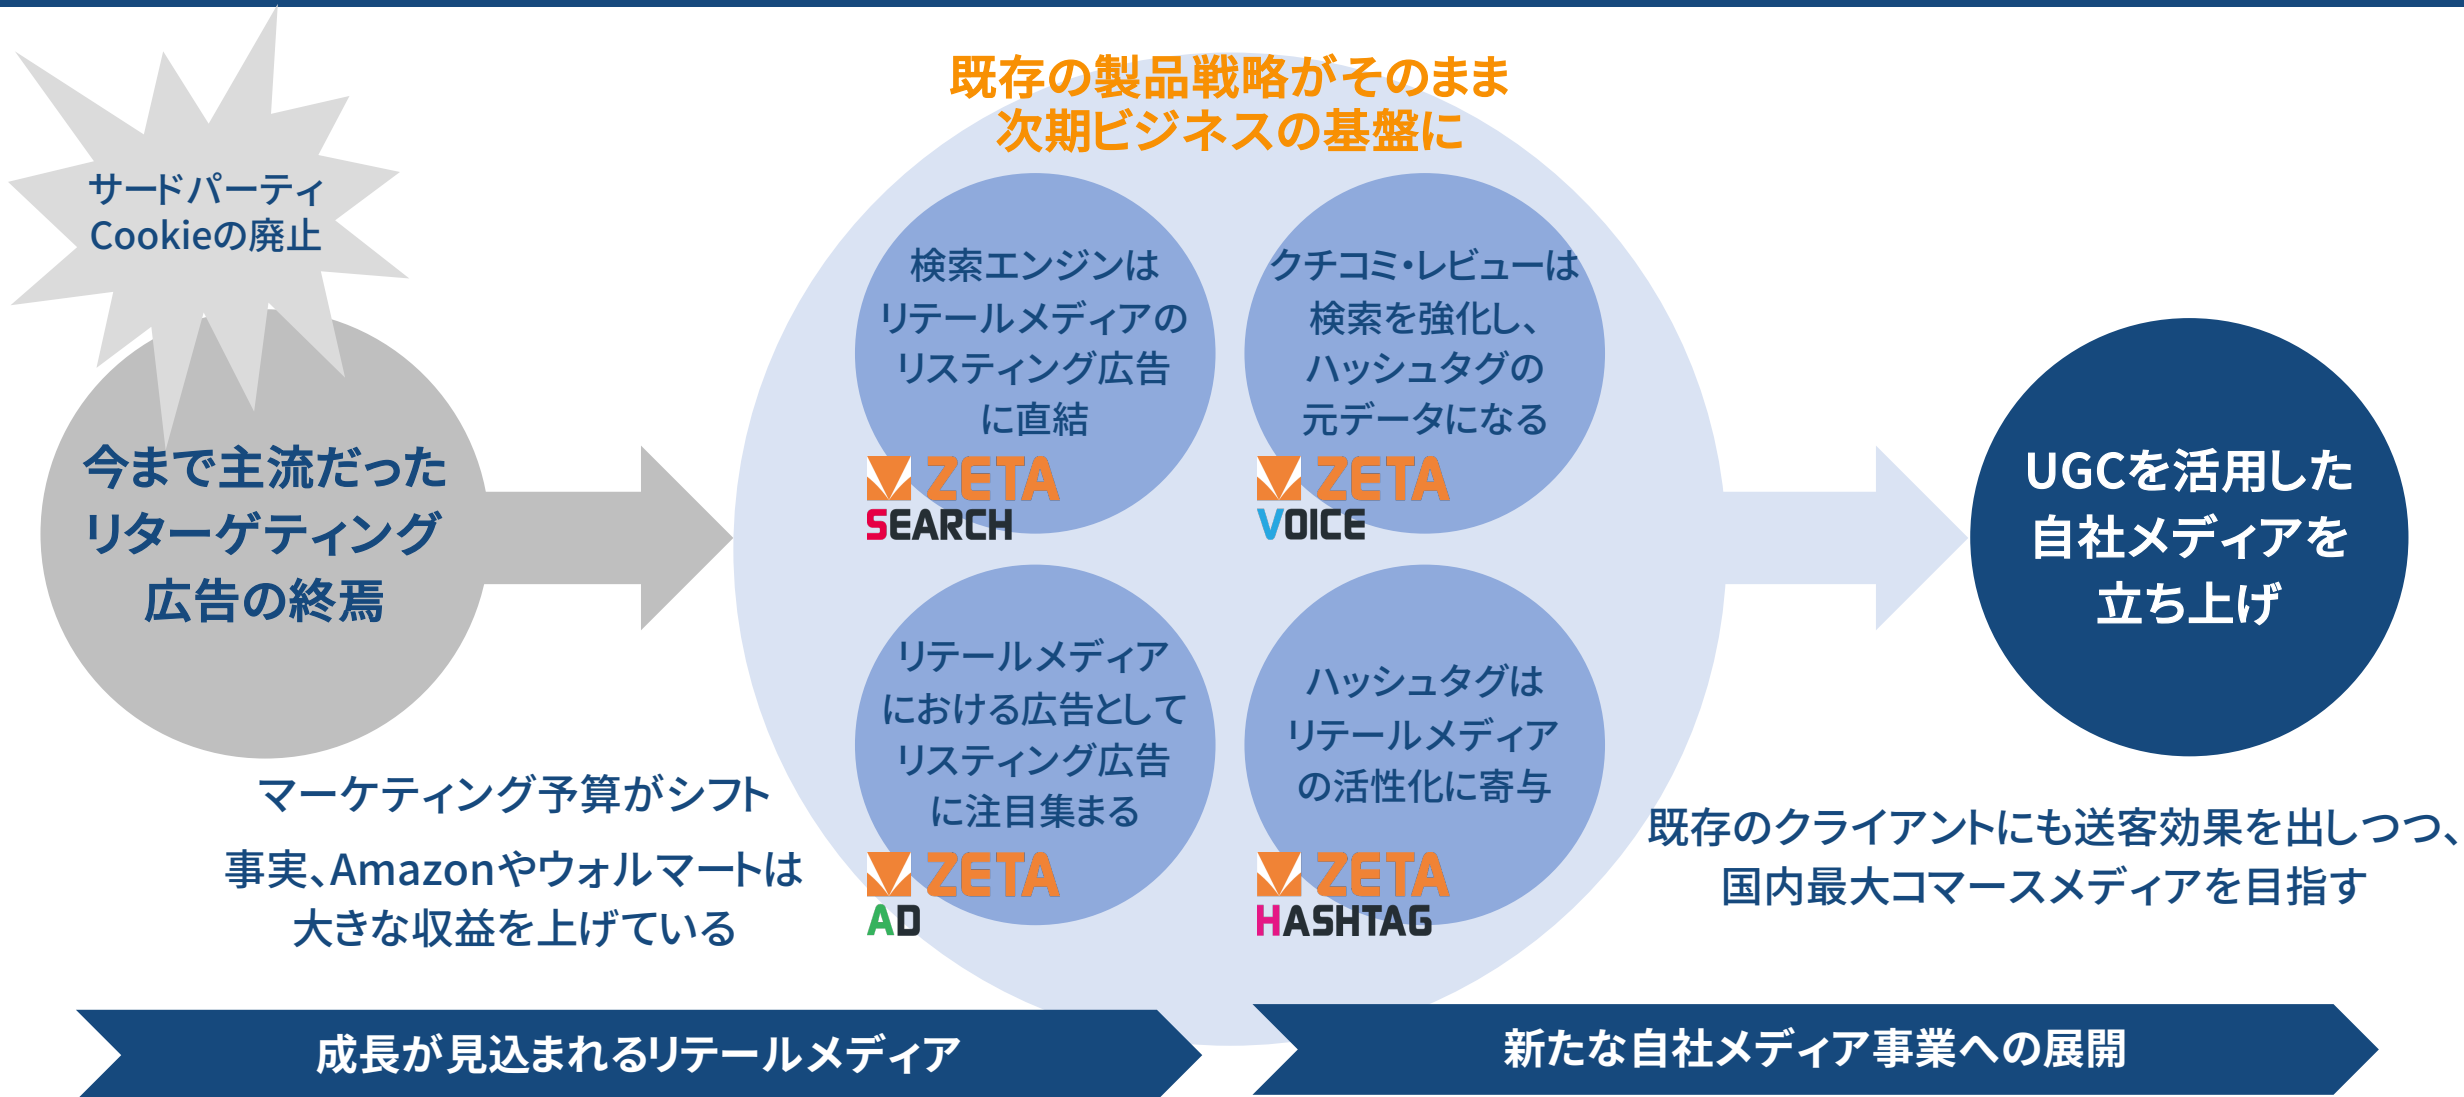 サードパーティ
Cookieの廃止
今まで主流だった
リターゲティング
広告の終焉
マーケティング予算がシフト
事実、Amazonやウォルマートは
大きな収益を上げている
既存の製品戦略がそのまま
次期ビジネスの基盤に
検索エンジンは
リテールメディアの
リスティング広告
に直結
ZETA
SEARCH
クチコミ・レビューは
検索を強化し、
ハッシュタグの
元データになる
ZETA
VOICE
リテールメディア
における広告として
リスティング広告
に注目集まる
ZETA
AD
ハッシュタグは
リテールメディア
の活性化に寄与
ZETA
HASHTAG
UGCを活用した
自社メディアを
立ち上げ
既存のクライアントにも送客効果を出しつつ、
国内最大コマースメディアを目指す
成長が見込まれるリテールメディア
新たな自社メディア事業への展開